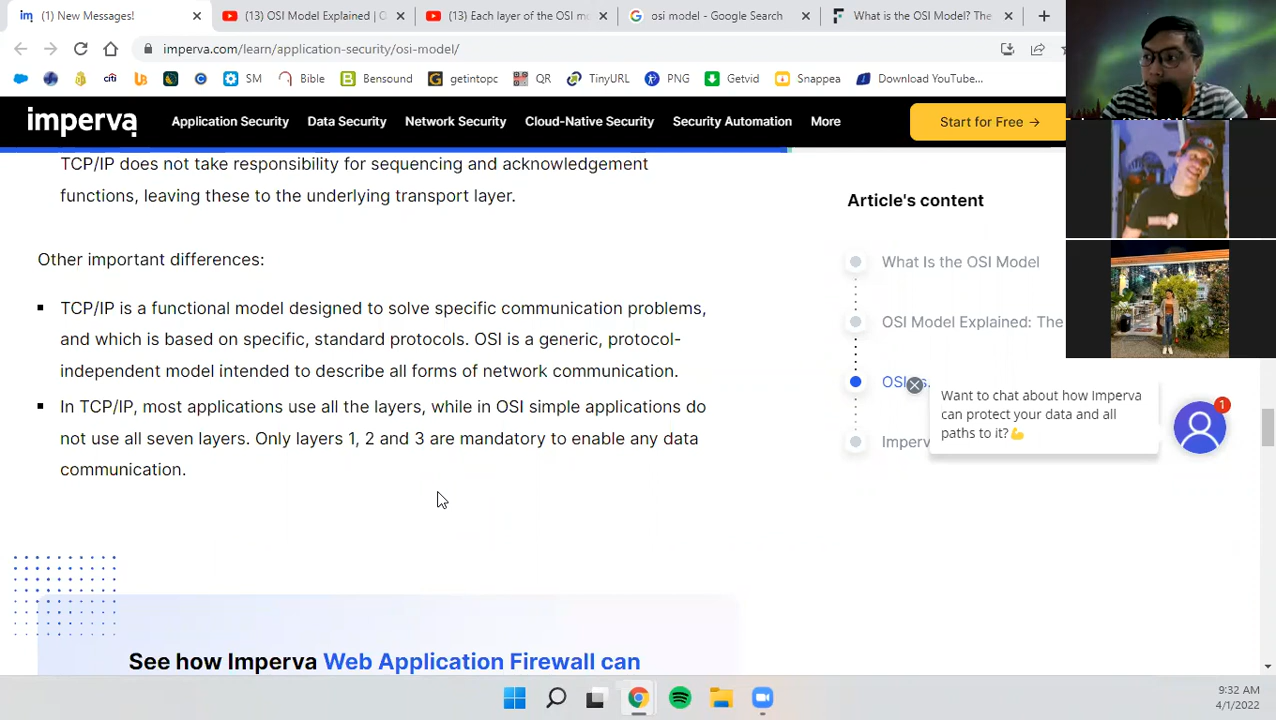 (1) New Messages!
(13) OSI Model Explained | O
(13) Each layer of the OSI m
osi model - Google Search
What is the OSI Model? The
imperva.com/learn/application-security/osi-model/
citi
SM
Bible
Bensound
getintopc
QR
TinyURL
PNG
Getvid
Snappea
Download YouTube...
imperva
Application Security
Data Security
Network Security
Cloud-Native Security
Security Automation
More
Start for Free →
TCP/IP does not take responsibility for sequencing and acknowledgement
functions, leaving these to the underlying transport layer.
Other important differences:
TCP/IP is a functional model designed to solve specific communication problems,
and which is based on specific, standard protocols. OSI is a generic, protocol-
independent model intended to describe all forms of network communication.
In TCP/IP, most applications use all the layers, while in OSI simple applications do
not use all seven layers. Only layers 1, 2 and 3 are mandatory to enable any data
communication.
See how Imperva Web Application Firewall can
Article's content
What Is the OSI Model
OSI Model Explained: The
OSI vs.
Imperv
Want to chat about how Imperva
can protect your data and all
paths to it?💪
1
9:32 AM
4/1/2022